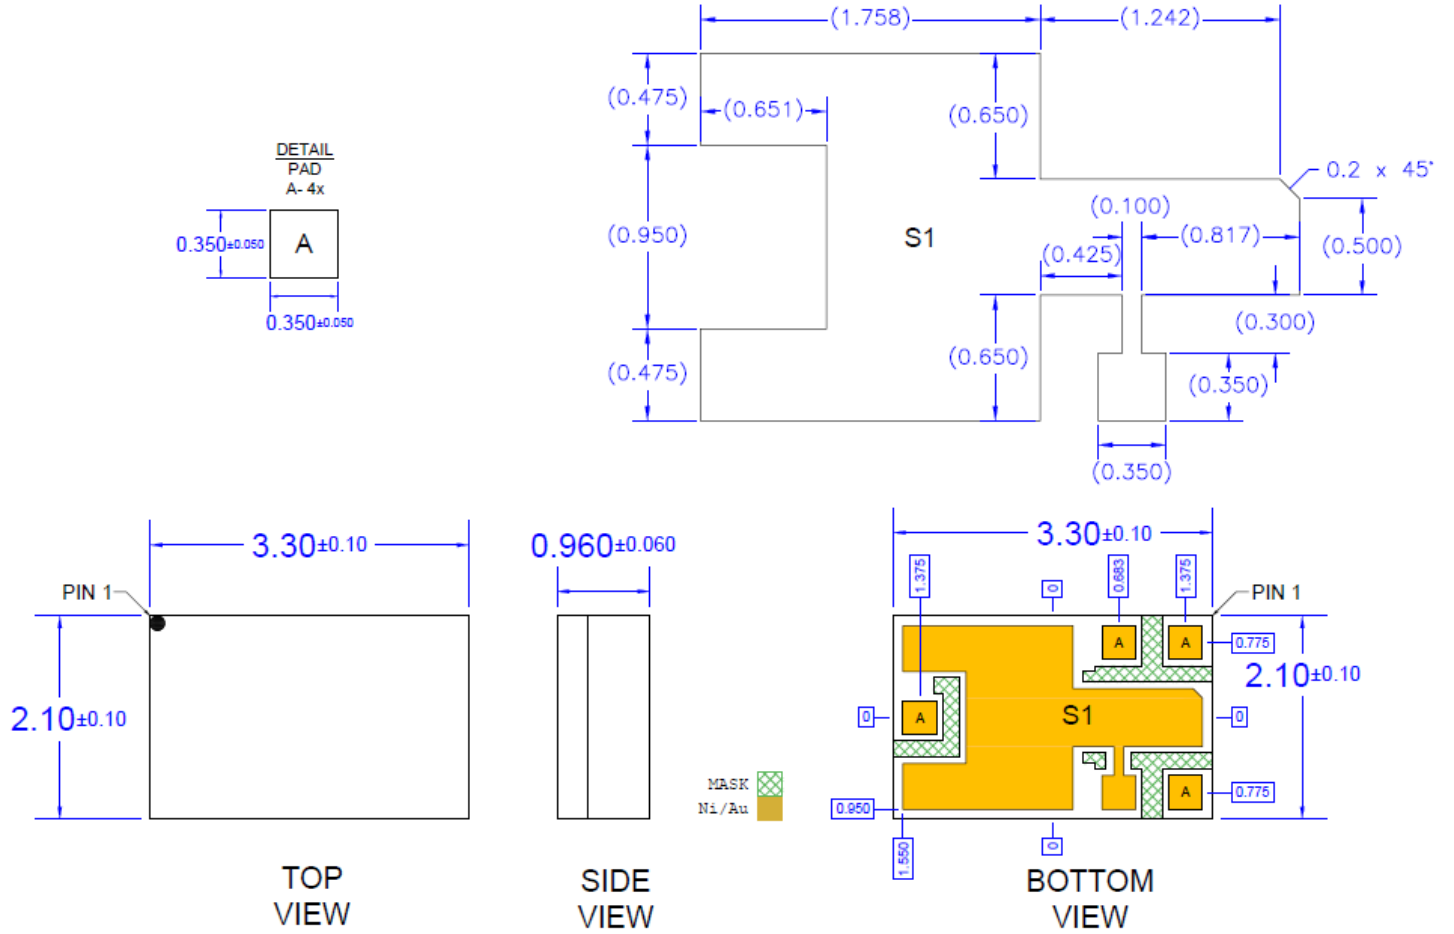 (1.758)
(1.242)
(0.475)
(0.651)
(0.650)
DETAIL
PAD
A- 4x
0.2 x 45°
(0.100)
0.350±0.050
A
(0.950)
S1
(0.425)
(0.817)
(0.500)
0.350±0.050
(0.300)
(0.475)
(0.650)
(0.350)
(0.350)
3.30±0.10
0.960±0.060
3.30±0.10
PIN 1
1.375
0
0.683
1.375
PIN 1
A
A
0.775
2.10±0.10
2.10±0.10
0
A
S1
0
MASK
Ni/Au
A
0.775
0.950
1.550
0
TOP
VIEW
SIDE
VIEW
BOTTOM
VIEW